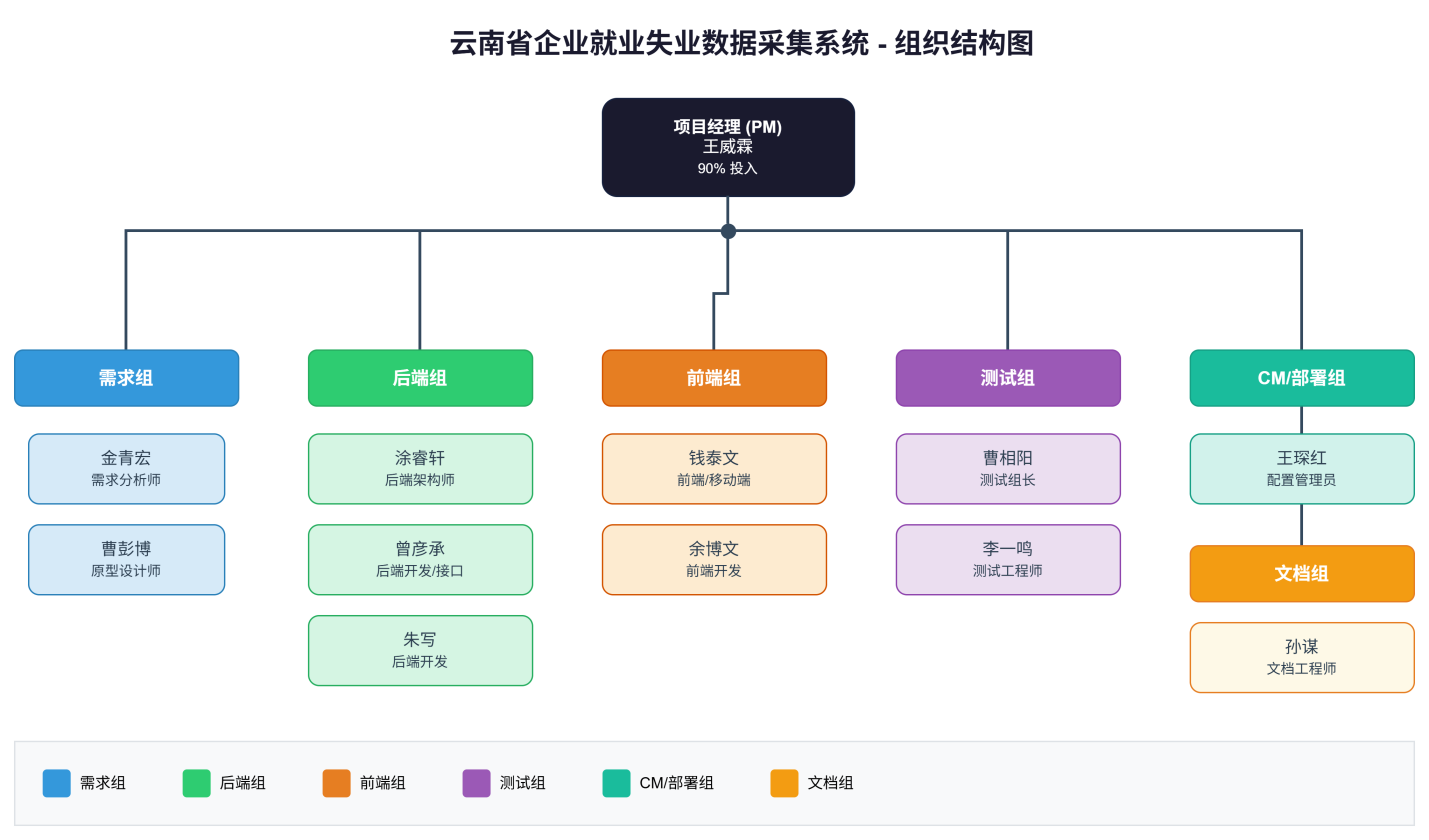 云南省企业就业失业数据采集系统 - 组织结构图
项目经理 (PM)
王威霖
90% 投入
需求组
金青宏
需求分析师
曹彭博
原型设计师
后端组
涂睿轩
后端架构师
曾彦承
后端开发/接口
朱写
后端开发
前端组
钱泰文
前端/移动端
余博文
前端开发
测试组
曹相阳
测试组长
李一鸣
测试工程师
CM/部署组
王琛红
配置管理员
文档组
孙谋
文档工程师
需求组
后端组
前端组
测试组
CM/部署组
文档组